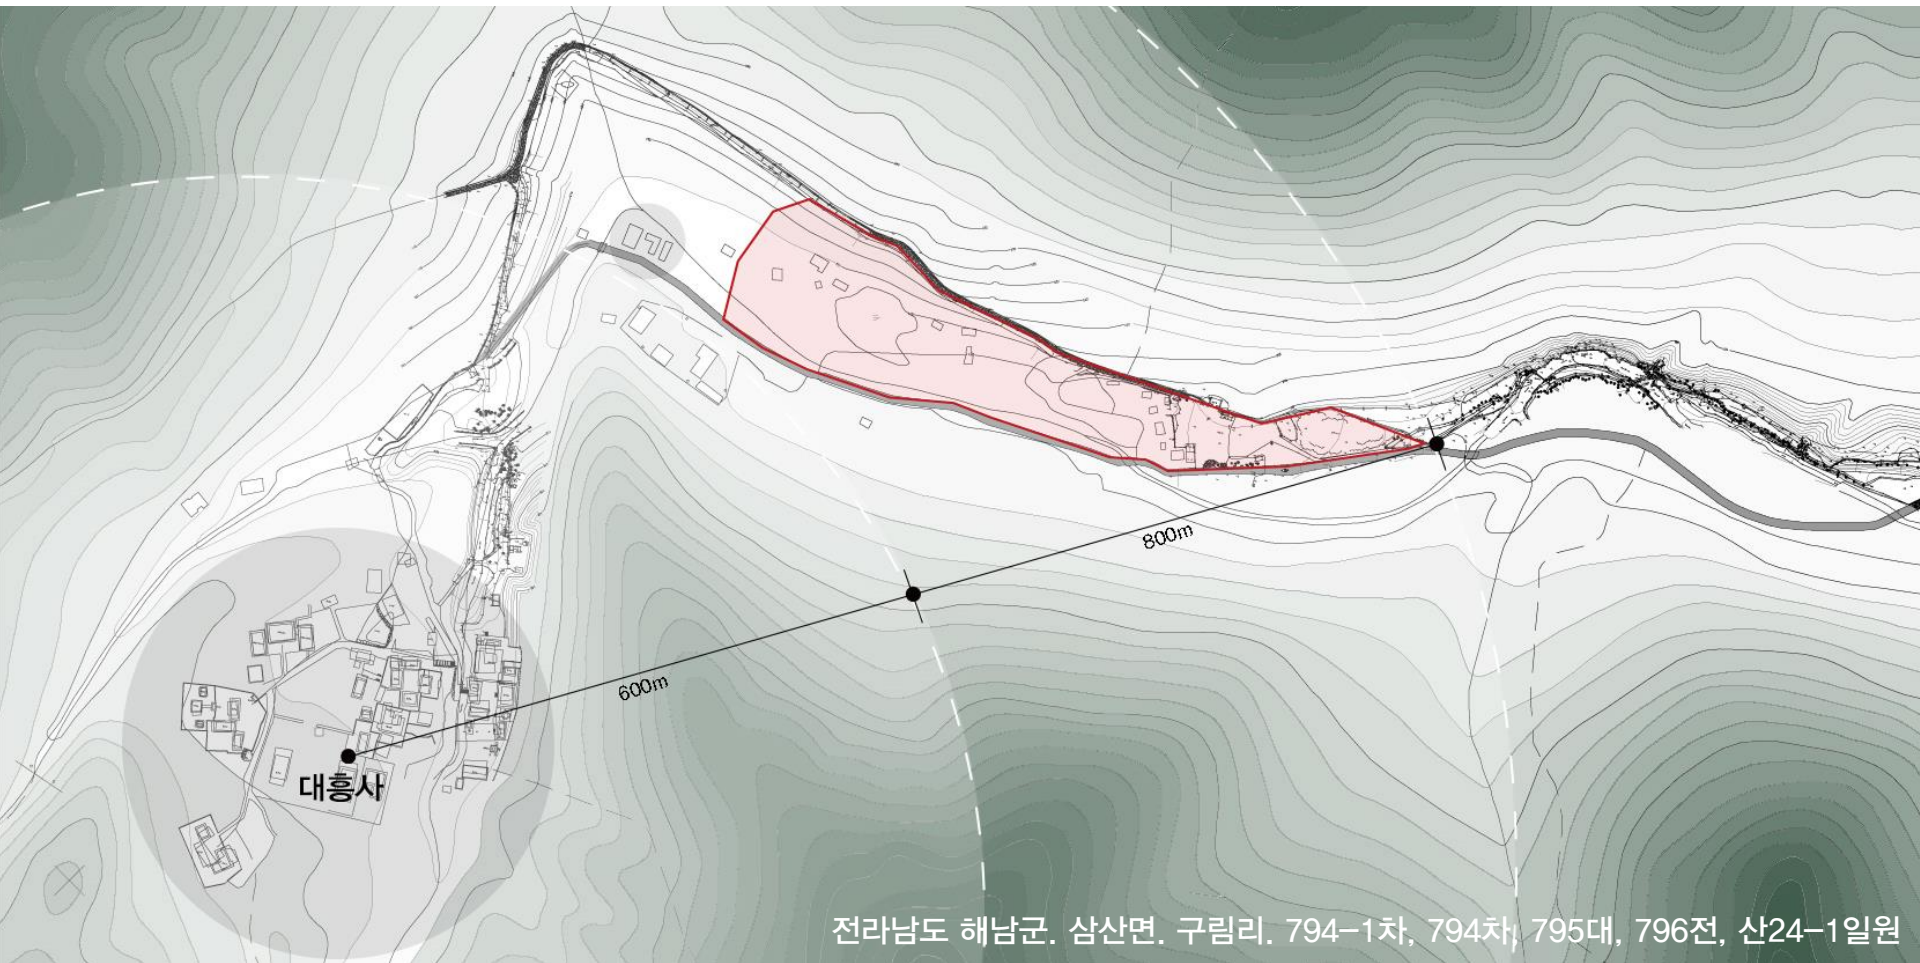 800m
600m
대흥사
전라남도 해남군. 삼산면. 구림리. 794-1차, 794차, 795대, 796전, 산24-1일원